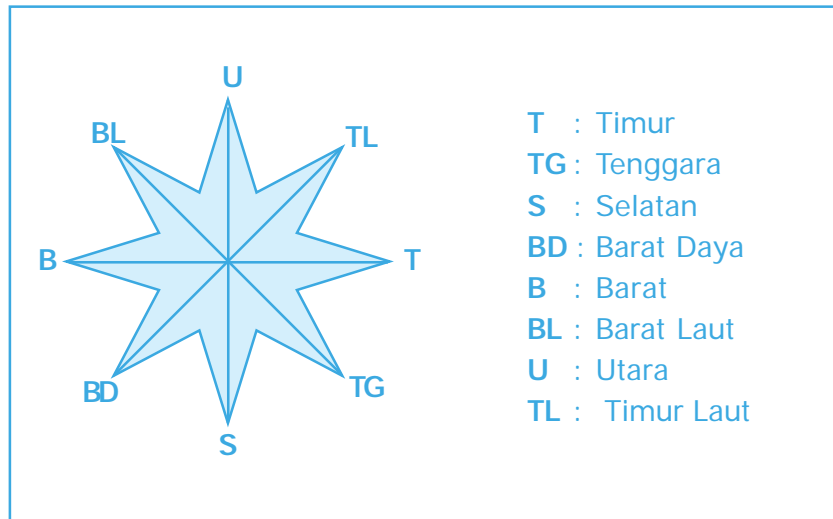 U
BL
TL
B
T
BD
TG
S
T : Timur
TG : Tenggara
S : Selatan
BD : Barat Daya
B : Barat
BL : Barat Laut
U : Utara
TL : Timur Laut